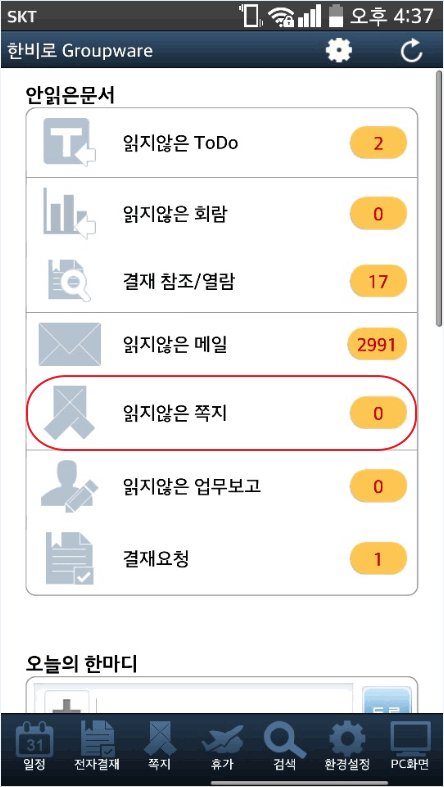 SKT 오후 4:37
한비로 Groupware
안읽은문서
읽지않은 ToDo 2
읽지않은 회람 0
결재 참조/열람 17
읽지않은 메일 2991
읽지않은 쪽지 0
읽지않은 업무보고 0
결재요청 1
오늘의 한마디
31
일정 전자결재 쪽지 휴가 검색 환경설정 PC화면